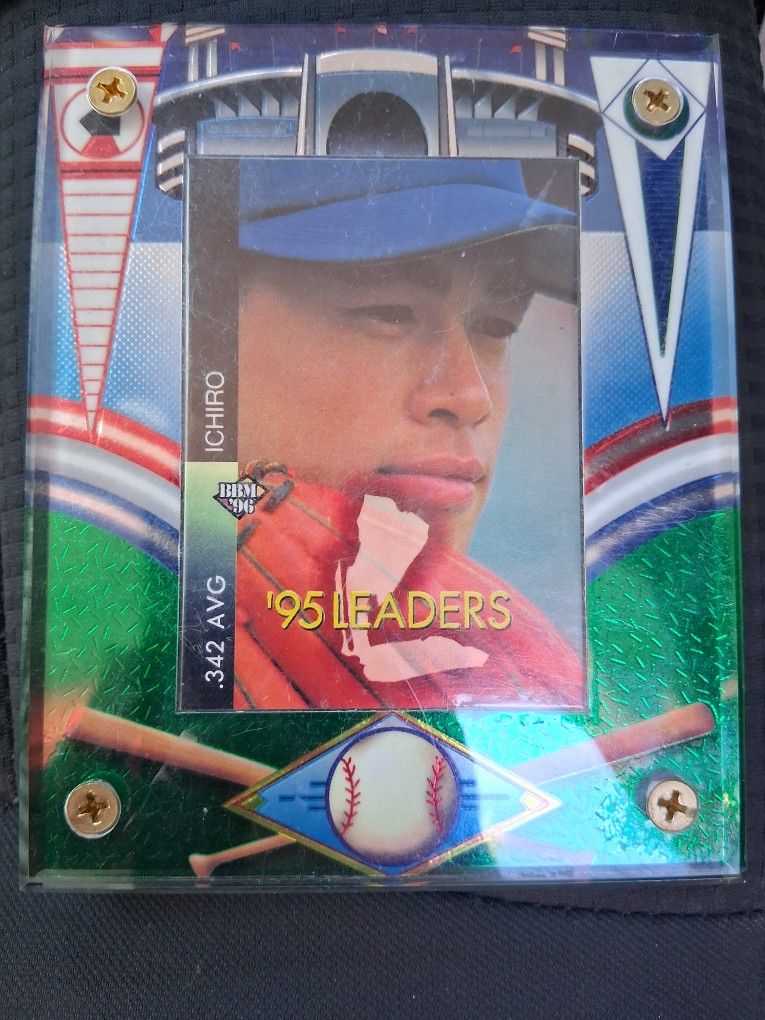 ICHIRO
BBM
'96
.342 AVG
'95 LEADERS
L